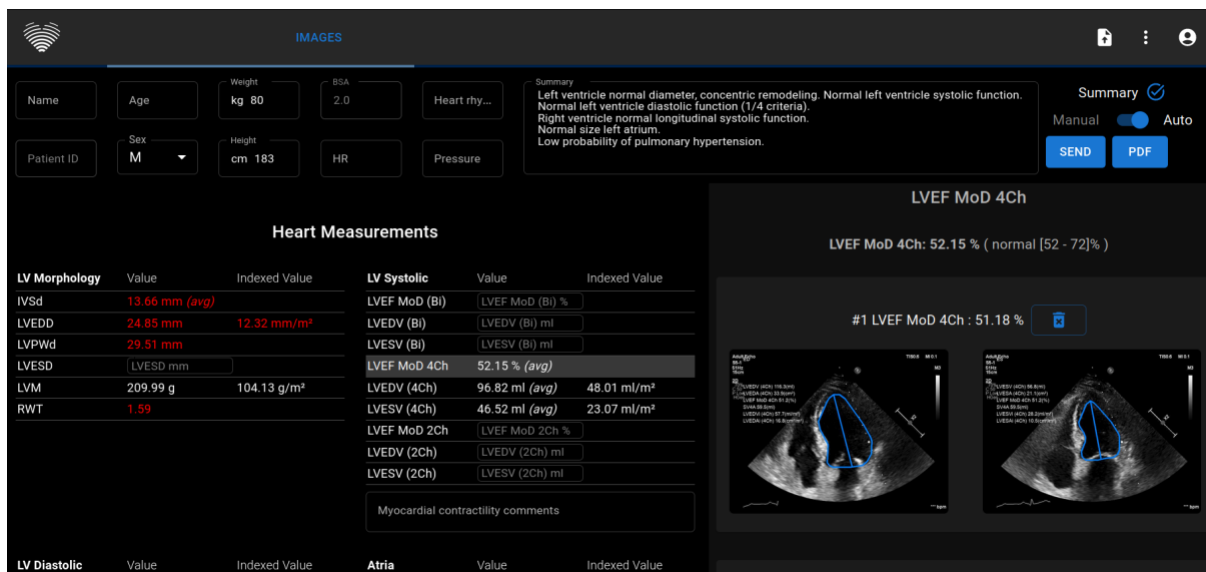 IMAGES
Name
Age
Weight
kg 80
BSA
2.0
Heart rhy...
Patient ID
Sex
M
Height
cm 183
HR
Pressure
Summary
Left ventricle normal diameter, concentric remodeling. Normal left ventricle systolic function.
Normal left ventricle diastolic function (1/4 criteria).
Right ventricle normal longitudinal systolic function.
Normal size left atrium.
Low probability of pulmonary hypertension.
Summary
Manual Auto
SEND PDF
Heart Measurements
LV Morphology Value Indexed Value
IVSd 13.66 mm (avg)
LVEDD 24.85 mm 12.32 mm/m²
LVPWd 29.51 mm
LVESD LVESD mm
LVM 209.99 g 104.13 g/m²
RWT 1.59
LV Systolic Value Indexed Value
LVEF MoD (Bi) LVEF MoD (Bi) %
LVEDV (Bi) LVEDV (Bi) ml
LVESV (Bi) LVESV (Bi) ml
LVEF MoD 4Ch 52.15 % (avg)
LVEDV (4Ch) 96.82 ml (avg) 48.01 ml/m²
LVESV (4Ch) 46.52 ml (avg) 23.07 ml/m²
LVEF MoD 2Ch LVEF MoD 2Ch %
LVEDV (2Ch) LVEDV (2Ch) ml
LVESV (2Ch) LVESV (2Ch) ml
Myocardial contractility comments
LV Diastolic Value Indexed Value
Atria Value Indexed Value
LVEF MoD 4Ch
LVEF MoD 4Ch: 52.15 % ( normal [52 - 72]% )
#1 LVEF MoD 4Ch : 51.18 %